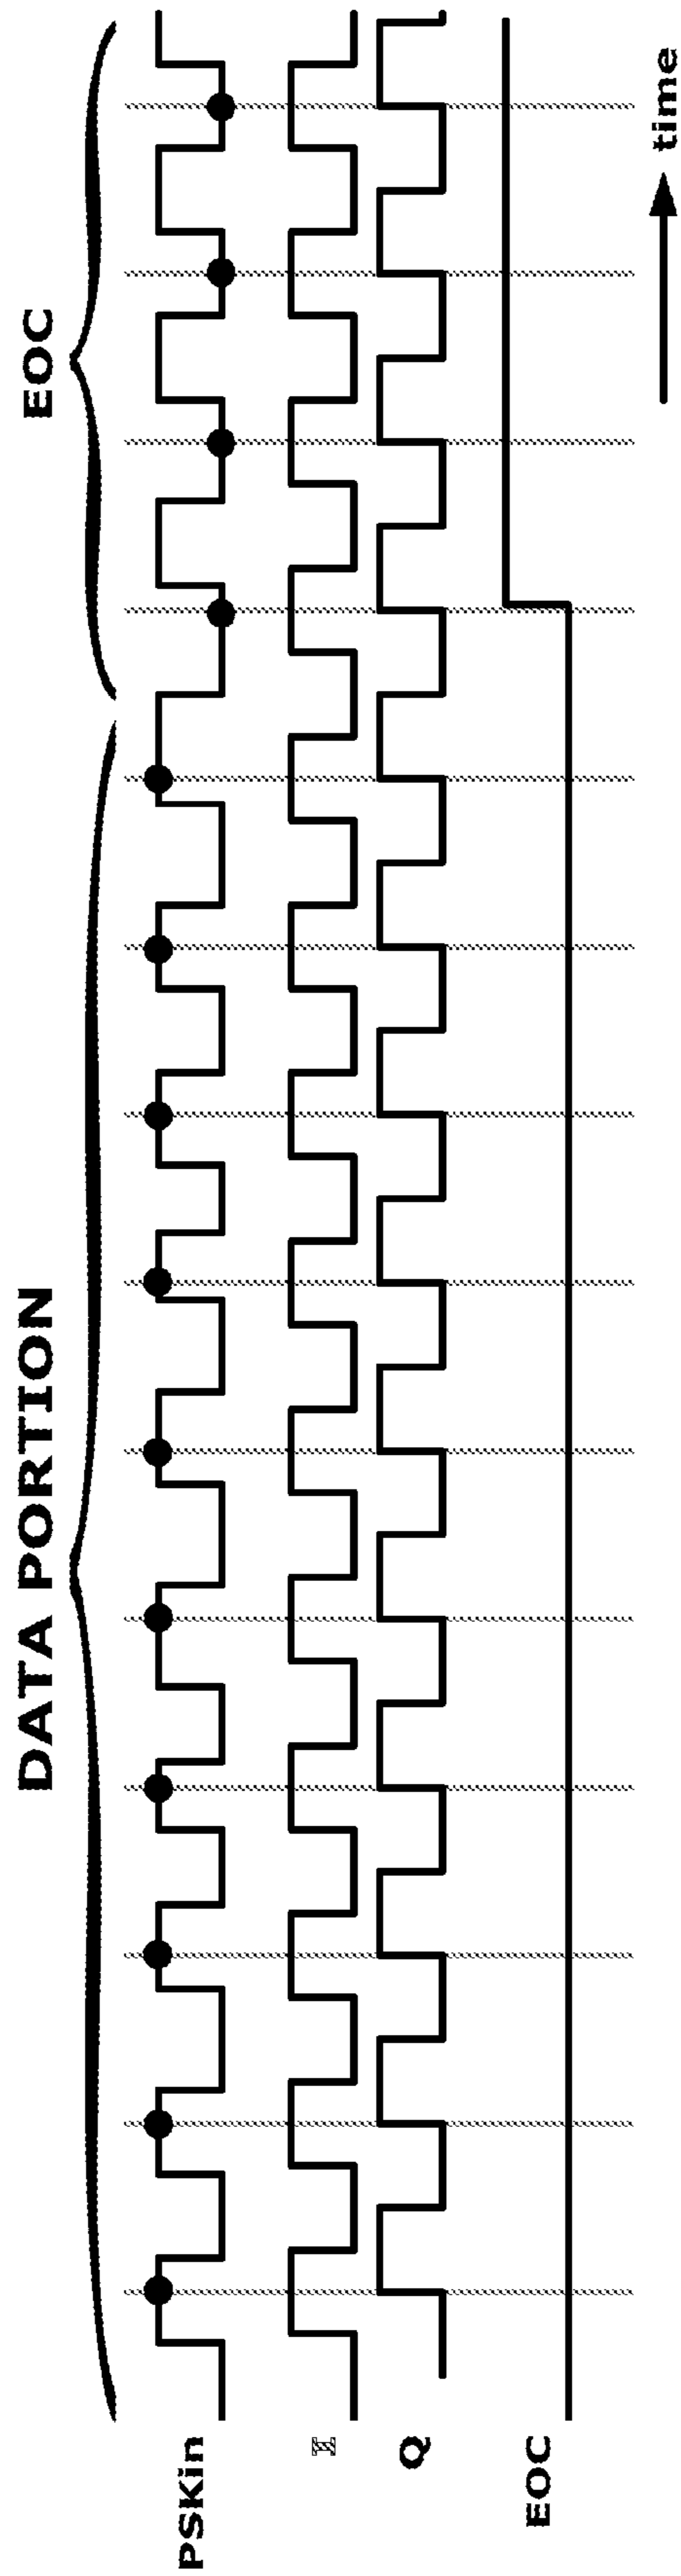 DATA PORTION
EOC
PSKin
I
Q
EOC
time